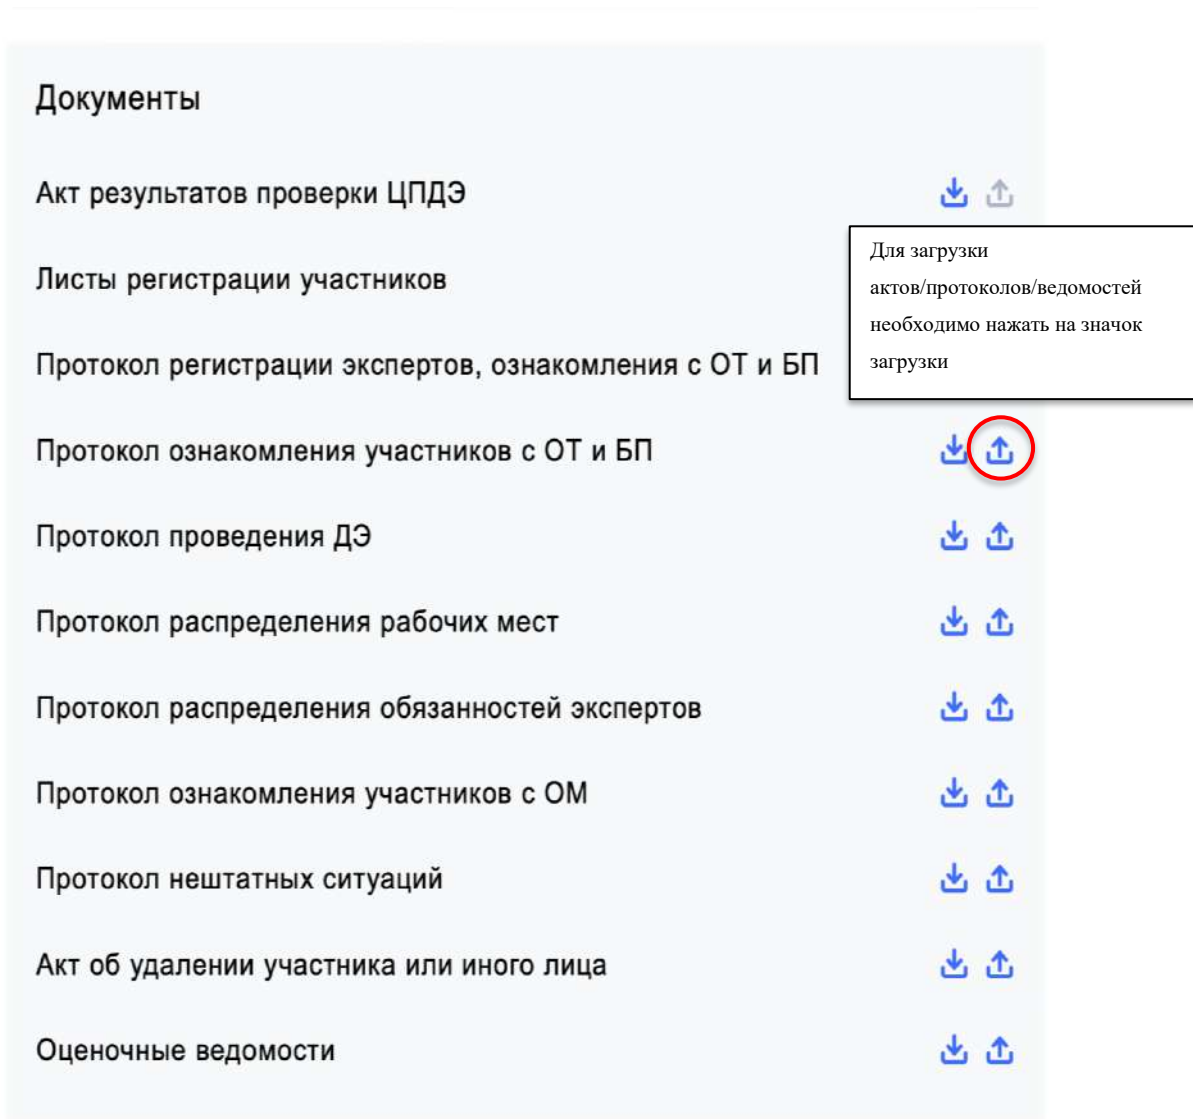 Документы
Акт результатов проверки ЦПДЭ
Листы регистрации участников
Для загрузки
актов/протоколов/ведомостей
необходимо нажать на значок
загрузки
Протокол регистрации экспертов, ознакомления с ОТ и БП
Протокол ознакомления участников с ОТ и БП
Протокол проведения ДЭ
Протокол распределения рабочих мест
Протокол распределения обязанностей экспертов
Протокол ознакомления участников с ОМ
Протокол нештатных ситуаций
Акт об удалении участника или иного лица
Оценочные ведомости